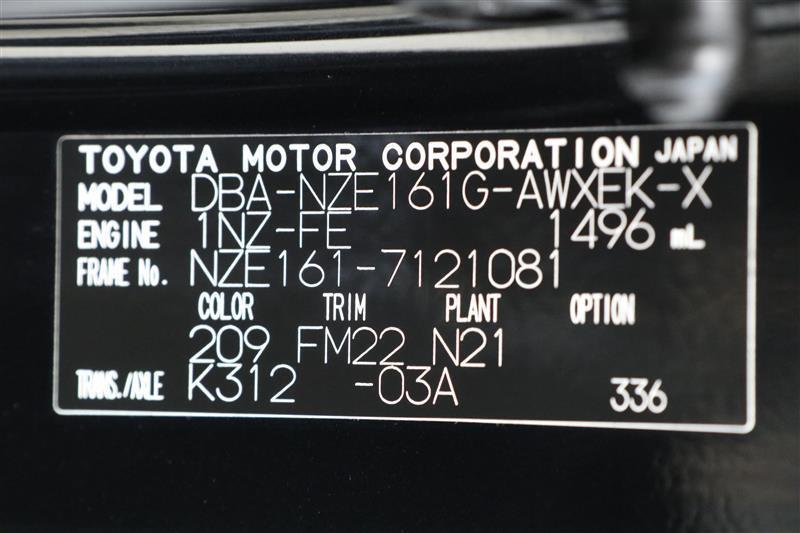 TOYOTA MOTOR CORPORATION JAPAN
MODEL DBA-NZE161G-AWXEK-X
ENGINE 1NZ-FE 1496 mL
FRAME No. NZE161-7121081
COLOR TRIM PLANT OPTION
209 FM22 N21
TRANS./AXLE K312 -03A 336